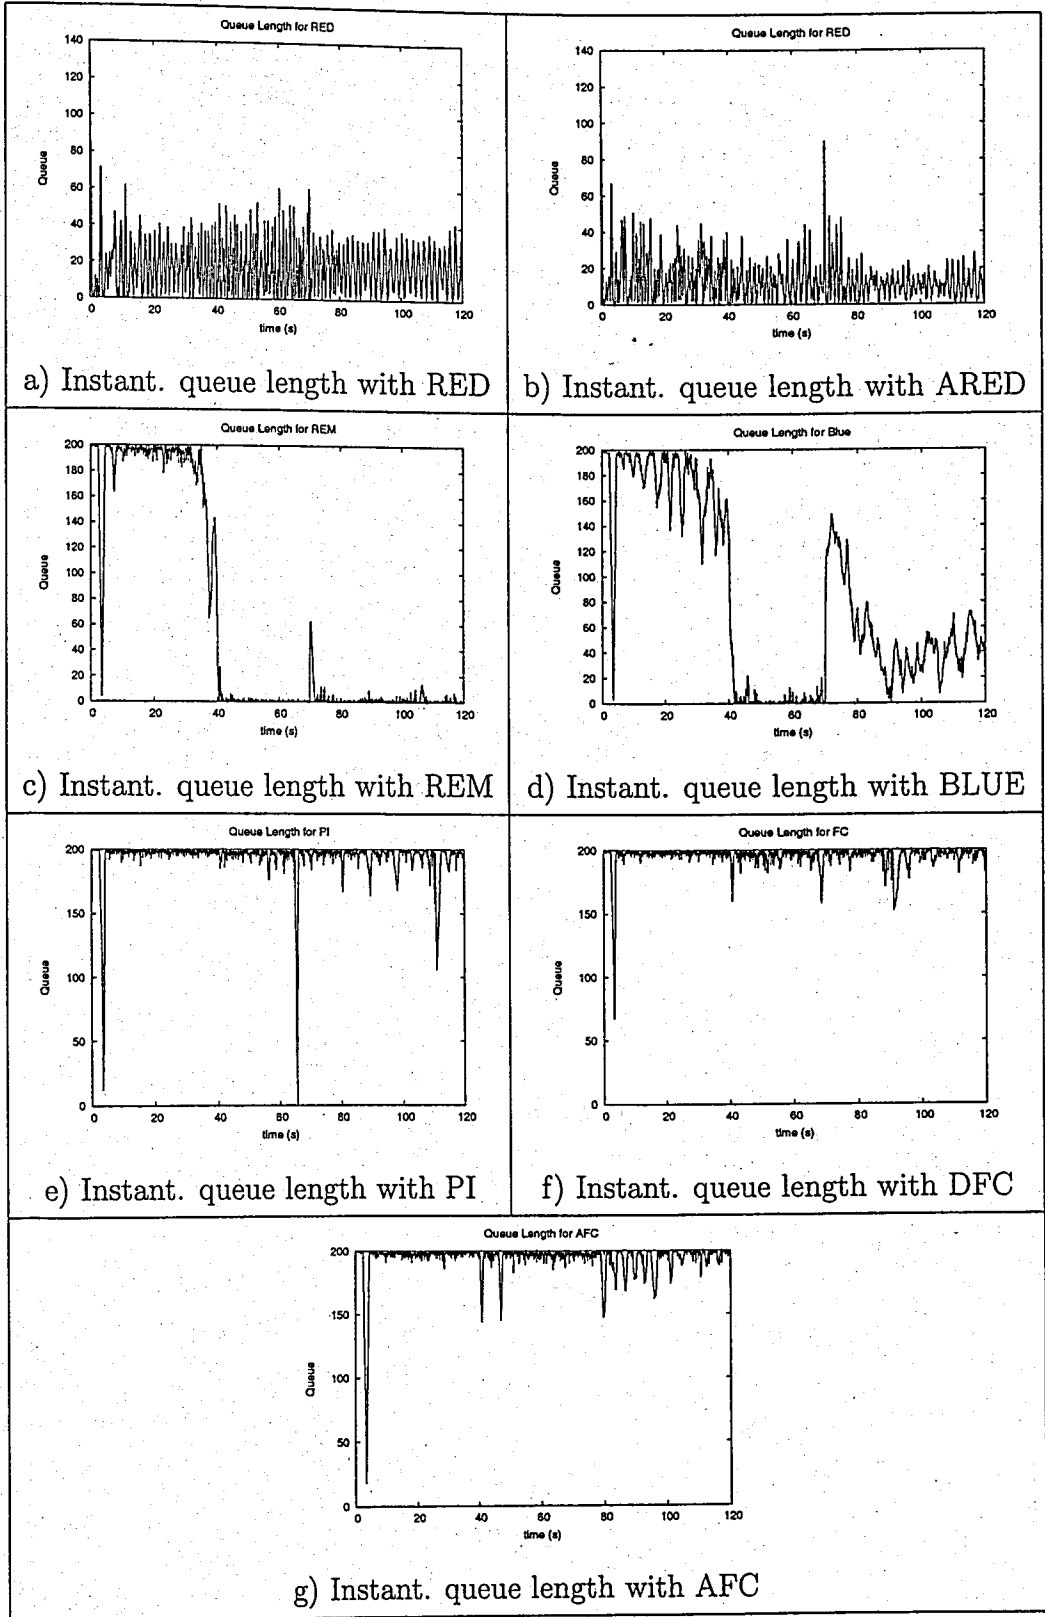 Queue Length for RED
140
120
100
80
60
40
20
0
Queue
0 20 40 60 80 100 120
time (s)
a) Instant. queue length with RED
Queue Length for RED
140
120
100
80
60
40
20
0
Queue
0 20 40 60 80 100 120
time (s)
b) Instant. queue length with ARED
Queue Length for REM
200
180
160
140
120
100
80
60
40
20
0
Queue
0 20 40 60 80 100 120
time (s)
c) Instant. queue length with REM
Queue Length for Blue
200
180
160
140
120
100
80
60
40
20
0
Queue
0 20 40 60 80 100 120
time (s)
d) Instant. queue length with BLUE
Queue Length for PI
200
150
100
50
0
Queue
0 20 40 60 80 100 120
time (s)
e) Instant. queue length with PI
Queue Length for FC
200
150
100
50
0
Queue
0 20 40 60 80 100 120
time (s)
f) Instant. queue length with DFC
Queue Length for AFC
200
150
100
50
0
Queue
0 20 40 60 80 100 120
time (s)
g) Instant. queue length with AFC